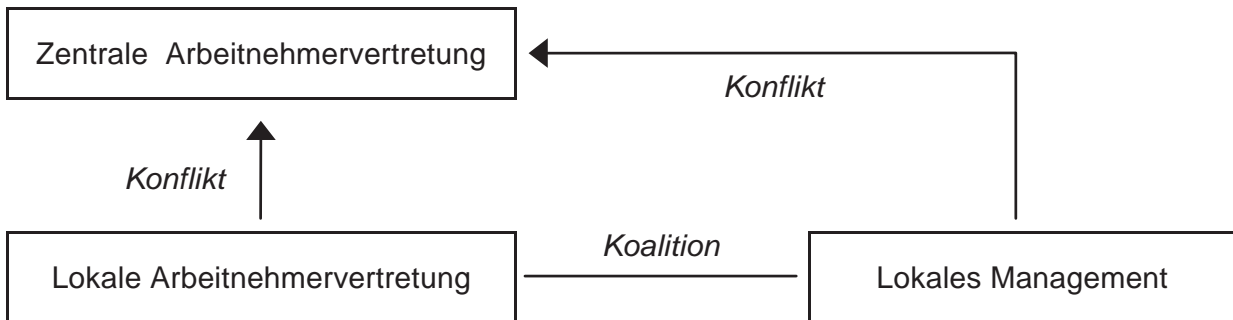 Zentrale Arbeitnehmervertretung
Konflikt
Konflikt
Lokale Arbeitnehmervertretung
Koalition
Lokales Management